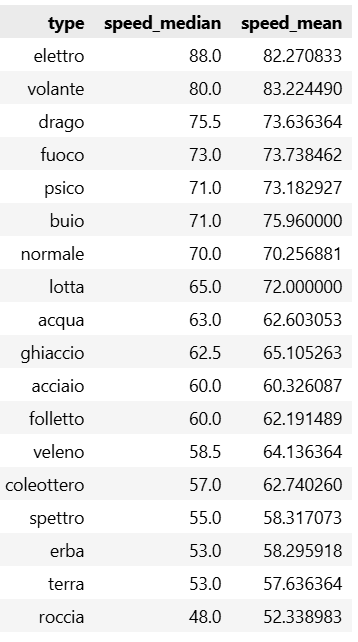 type speed_median speed_mean
elettro 88.0 82.270833
volante 80.0 83.224490
drago 75.5 73.636364
fuoco 73.0 73.738462
psico 71.0 73.182927
buio 71.0 75.960000
normale 70.0 70.256881
lotta 65.0 72.000000
acqua 63.0 62.603053
ghiaccio 62.5 65.105263
acciaio 60.0 60.326087
folletto 60.0 62.191489
veleno 58.5 64.136364
coleottero 57.0 62.740260
spettro 55.0 58.317073
erba 53.0 58.295918
terra 53.0 57.636364
roccia 48.0 52.338983